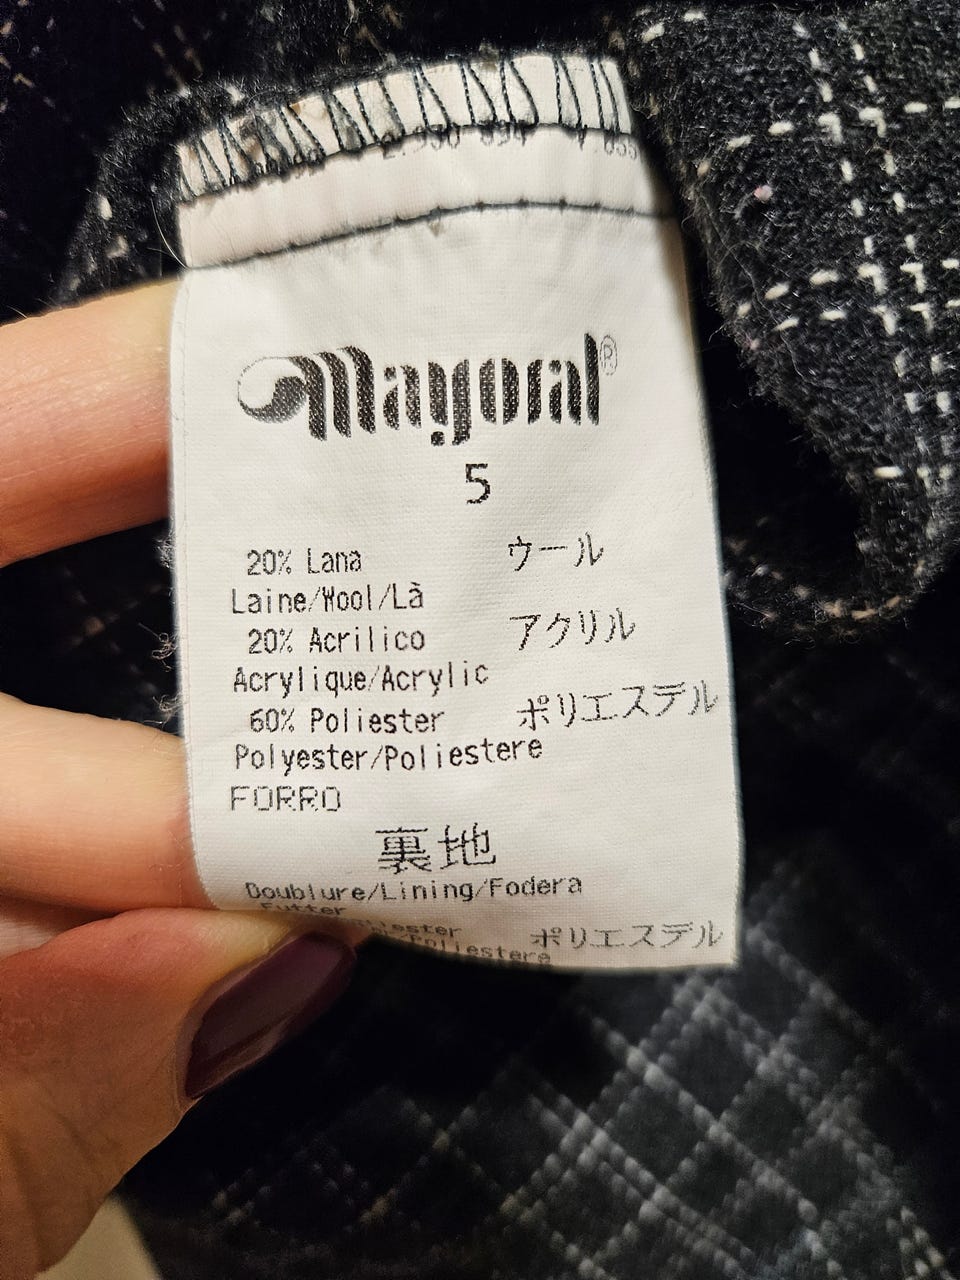 Mayoral®
5
20% Lana ウール
Laine/Wool/Là
20% Acrilico アクリル
Acrylique/Acrylic
60% Poliester ポリエステル
Polyester/Poliestere
FORRO
裏地
Doublure/Lining/Fodera
Futter
ポリエステル
Poliestere